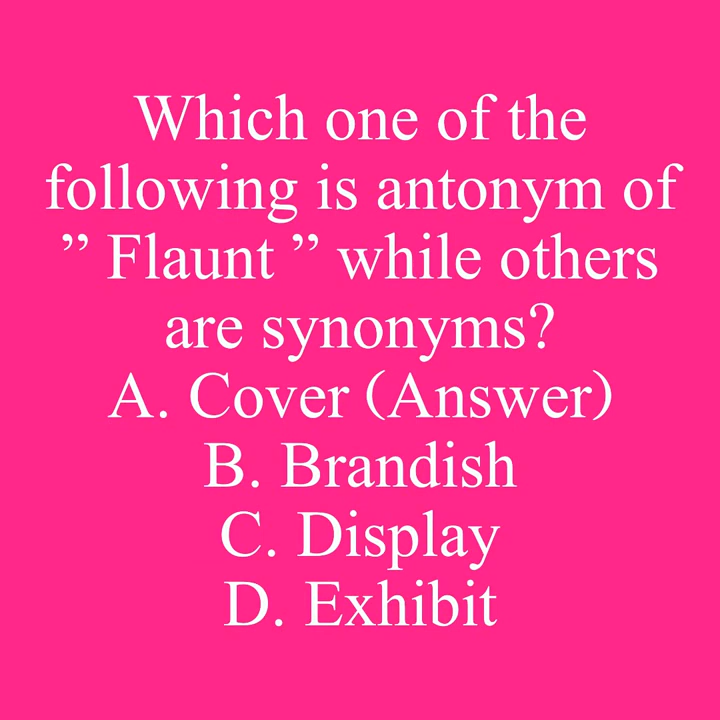 Which one of the
following is antonym of
” Flaunt ” while others
are synonyms?
A. Cover (Answer)
B. Brandish
C. Display
D. Exhibit